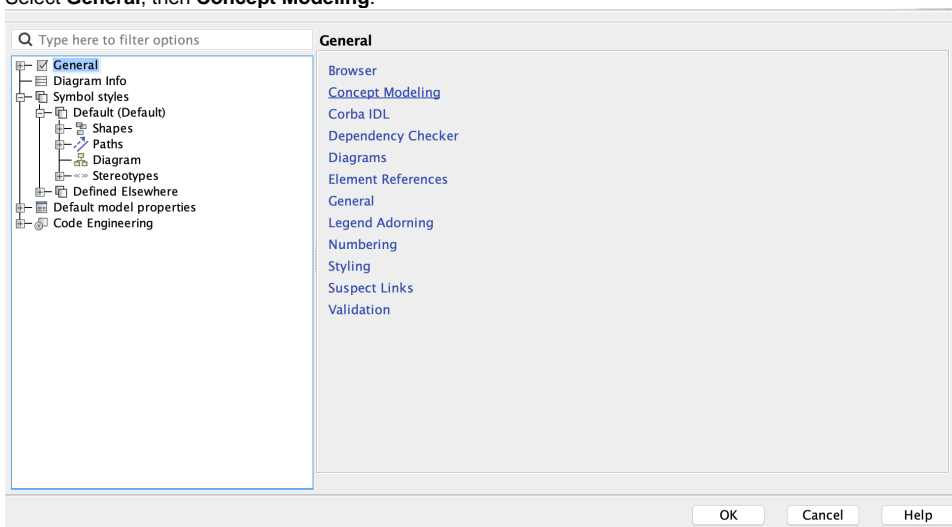 Select General, then Concept Modeling.
Type here to filter options
General
Diagram Info
Symbol styles
Default (Default)
Shapes
Paths
Diagram
Stereotypes
Defined Elsewhere
Default model properties
Code Engineering
General
Browser
Concept Modeling
Corba IDL
Dependency Checker
Diagrams
Element References
General
Legend Adorning
Numbering
Styling
Suspect Links
Validation
OK Cancel Help